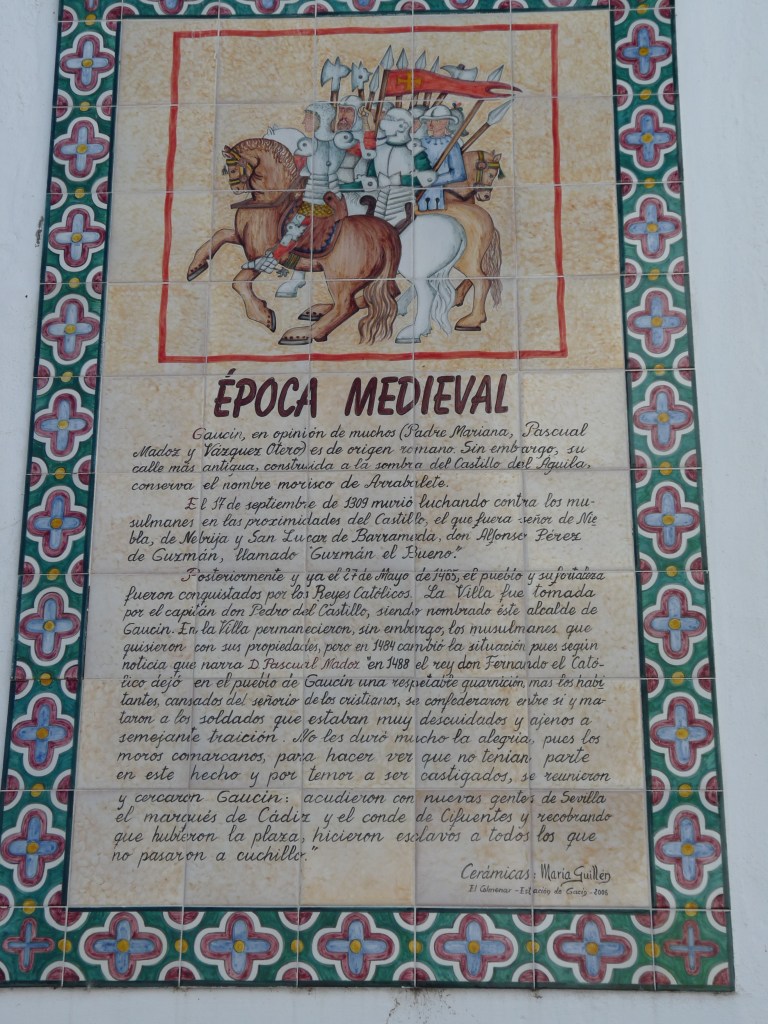 ÉPOCA MEDIEVAL
Gaucín, en opinión de muchos (Padre Mariana, Pascual
Madoz y Vázquez Otero) es de origen romano. Sin embargo, su
calle más antigua, construida a la sombra del Castillo del Aguila,
conserva el nombre morisco de Arrabalete.
El 17 de septiembre de 1309 murió luchando contra los mu-
sulmanes en las proximidades del Castillo, el que fuera señor de Nie-
bla, de Nebrija y San Lucar de Barrameda, don Alfonso Pérez
de Guzmán, llamado "Guzmán el Bueno".
Posteriormente y ya el 27 de Mayo de 1485, el pueblo y su fortaleza
fueron conquistados por los Reyes Católicos. La Villa fue tomada
por el capitán don Pedro del Castillo, siendo nombrado éste alcalde de
Gaucín. En la Villa permanecieron, sin embargo, los musulmanes que
quisieron con sus propiedades, pero en 1484 cambió la situación pues según
noticia que narra D. Pascual Madoz "en 1488 el rey don Fernando el Cató-
lico dejó en el pueblo de Gaucín una respetable guarnición, mas los habi
tantes, cansados del señorío de los cristianos, se confederaron entre sí y ma-
taron a los soldados que estaban muy descuidados y ajenos a
semejante traición. No les duró mucho la alegría, pues los
moros comarcanos, para hacer ver que no tenían parte
en este hecho y por temor a ser castigados, se reunieron
y cercaron Gaucín: acudieron con nuevas gentes de Sevilla
el marqués de Cádiz y el conde de Cifuentes y recobrando
que hubieron la plaza, hicieron esclavos a todos los que
no pasaron a cuchillo."
Cerámicas: María Guillén
El Colmenar - Estación de Gaucín - 2006